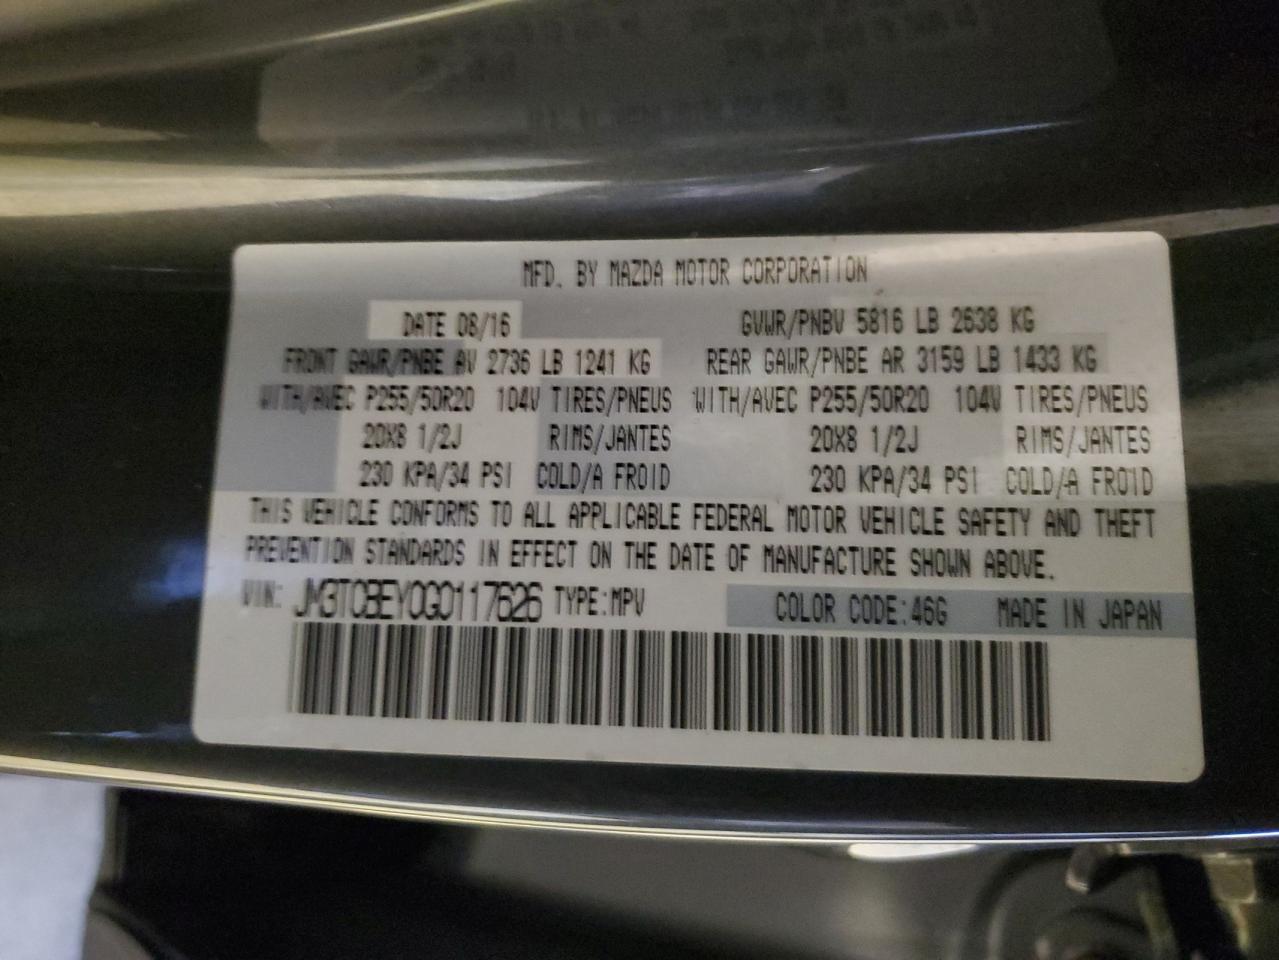 MFD. BY MAZDA MOTOR CORPORATION
DATE 08/16 GVWR/PNBV 5816 LB 2638 KG
FRONT GAWR/PNBE AV 2736 LB 1241 KG REAR GAWR/PNBE AR 3159 LB 1433 KG
WITH/AVEC P255/50R20 104V TIRES/PNEUS WITH/AVEC P255/50R20 104V TIRES/PNEUS
20X8 1/2J RIMS/JANTES 20X8 1/2J RIMS/JANTES
230 KPA/34 PSI COLD/A FROID 230 KPA/34 PSI COLD/A FROID
THIS VEHICLE CONFORMS TO ALL APPLICABLE FEDERAL MOTOR VEHICLE SAFETY AND THEFT
PREVENTION STANDARDS IN EFFECT ON THE DATE OF MANUFACTURE SHOWN ABOVE.
VIN: JM3TCBEY0G0117626 TYPE:MPV COLOR CODE:46G MADE IN JAPAN